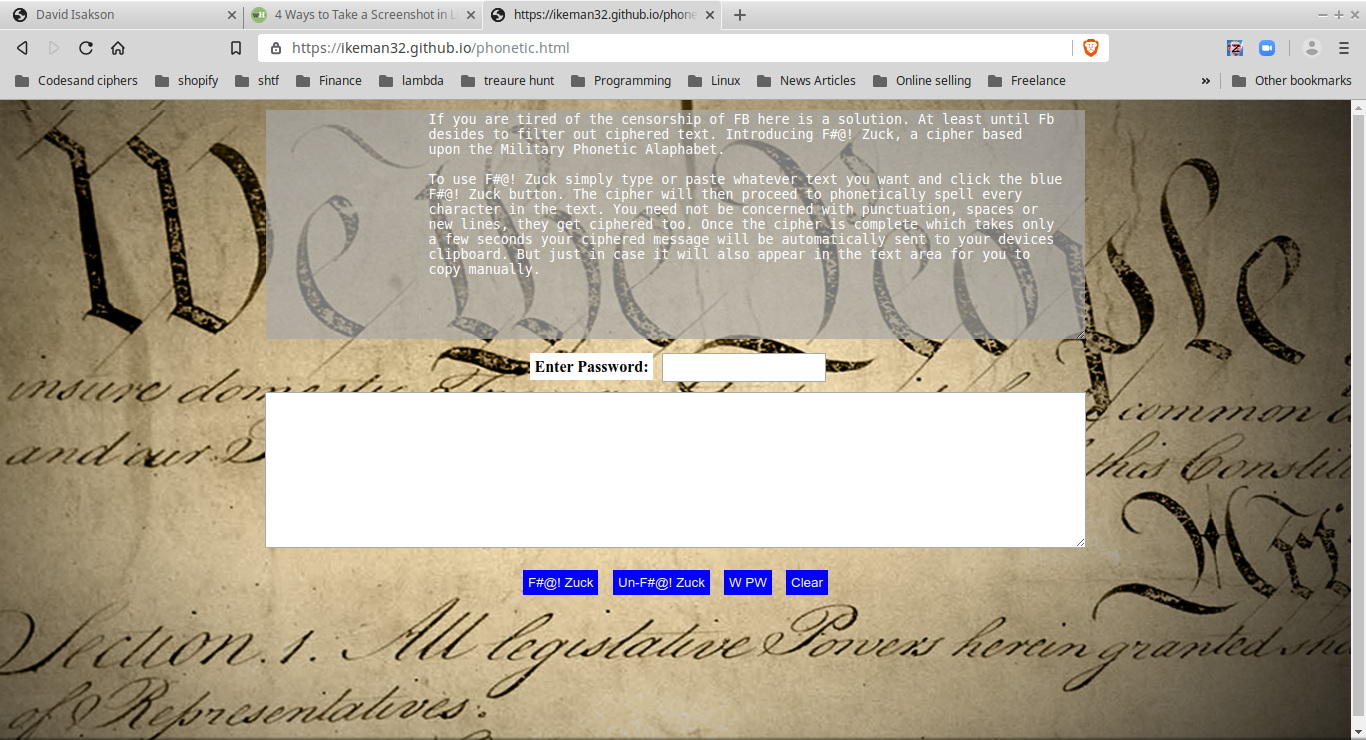 David Isakson
4 Ways to Take a Screenshot in L
https://ikeman32.github.io/phone
https://ikeman32.github.io/phonetic.html
Codesand ciphers shopify shtf Finance lambda treaure hunt Programming Linux News Articles Online selling Freelance » Other bookmarks
If you are tired of the censorship of FB here is a solution. At least until Fb
desides to filter out ciphered text. Introducing F#@! Zuck, a cipher based
upon the Military Phonetic Alaphabet.
To use F#@! Zuck simply type or paste whatever text you want and click the blue
F#@! Zuck button. The cipher will then proceed to phonetically spell every
character in the text. You need not be concerned with punctuation, spaces or
new lines, they get ciphered too. Once the cipher is complete which takes only
a few seconds your ciphered message will be automatically sent to your devices
clipboard. But just in case it will also appear in the text area for you to
copy manually.
We the People
Enter Password:
insure domestic
common
and our
this Constit
F#@! Zuck Un-F#@! Zuck W PW Clear
Section. 1. All legislative Powers herein granted sha
of Representatives.